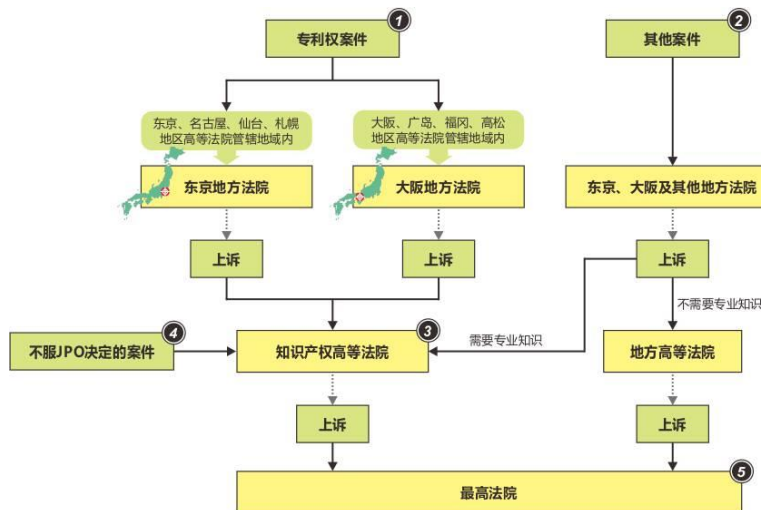 专利权案件
1
其他案件
2
东京、名古屋、仙台、札幌
地区高等法院管辖地域内
大阪、广岛、福冈、高松
地区高等法院管辖地域内
东京地方法院
大阪地方法院
东京、大阪及其他地方法院
上诉
上诉
上诉
不需要专业知识
需要专业知识
不服JPO决定的案件
4
知识产权高等法院
3
地方高等法院
上诉
上诉
最高法院
5